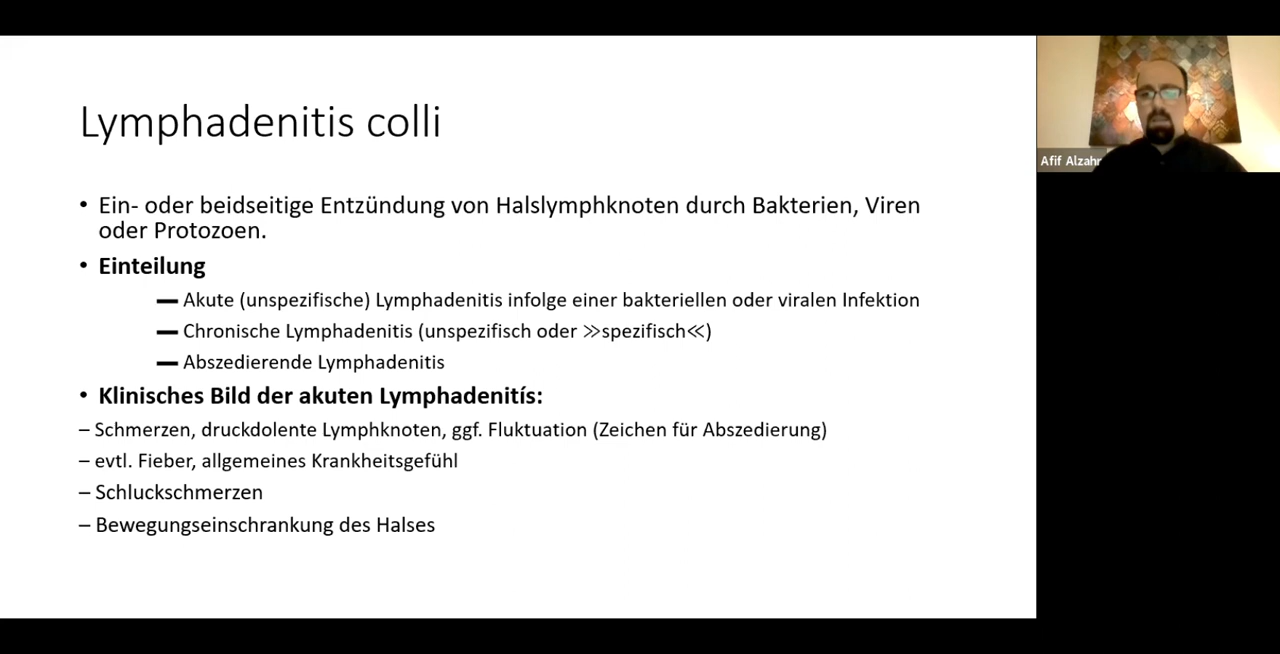 Lymphadenitis colli
• Ein- oder beidseitige Entzündung von Halslymphknoten durch Bakterien, Viren
oder Protozoen.
• Einteilung
— Akute (unspezifische) Lymphadenitis infolge einer bakteriellen oder viralen Infektion
— Chronische Lymphadenitis (unspezifisch oder ≫spezifisch≪)
— Abszedierende Lymphadenitis
• Klinisches Bild der akuten Lymphadenitís:
– Schmerzen, druckdolente Lymphknoten, ggf. Fluktuation (Zeichen für Abszedierung)
– evtl. Fieber, allgemeines Krankheitsgefühl
– Schluckschmerzen
– Bewegungseinschrankung des Halses
Afif Alzahr